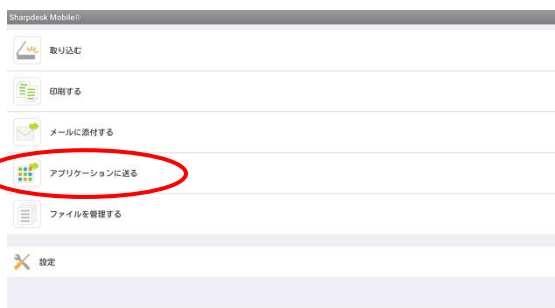 Sharpdesk Mobile®
取り込む
印刷する
メールに添付する
アプリケーションに送る
ファイルを管理する
設定